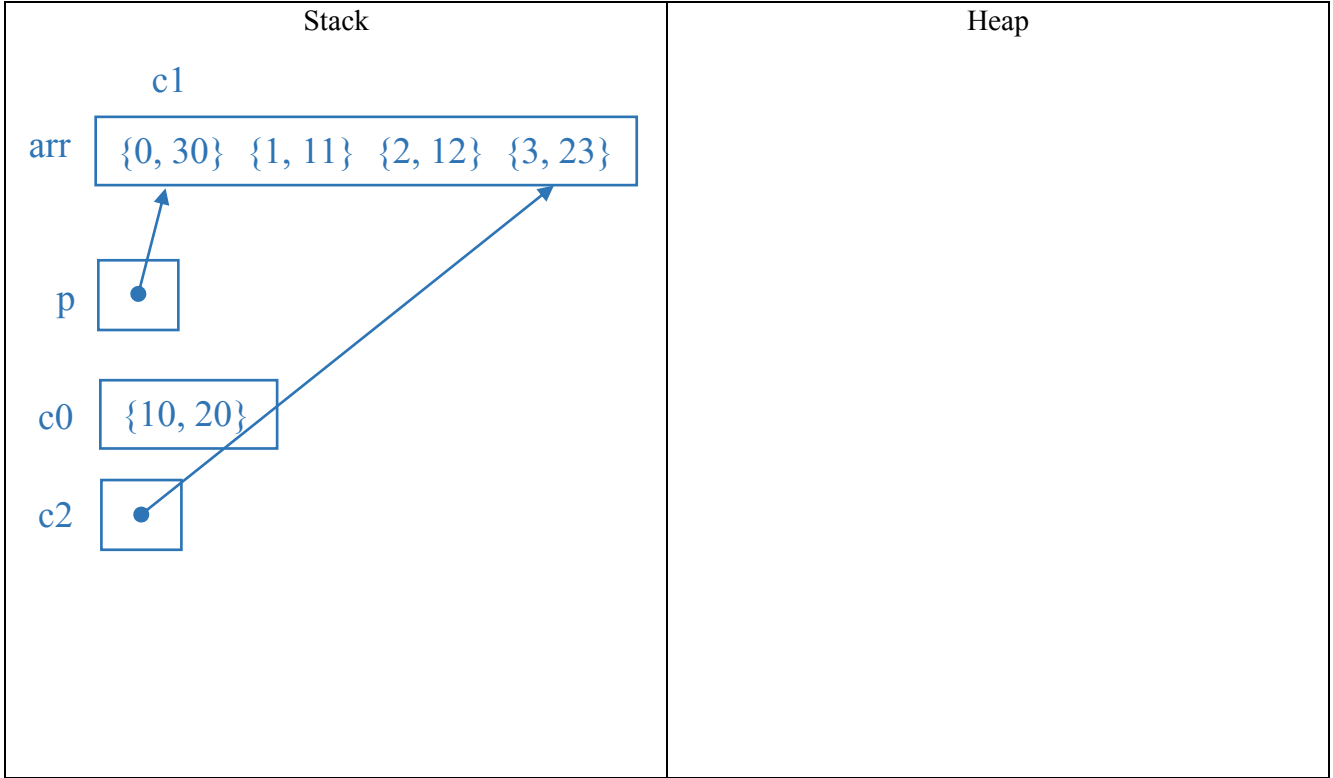 Stack
Heap
c1
arr {0, 30} {1, 11} {2, 12} {3, 23}
p
c0 {10, 20}
c2